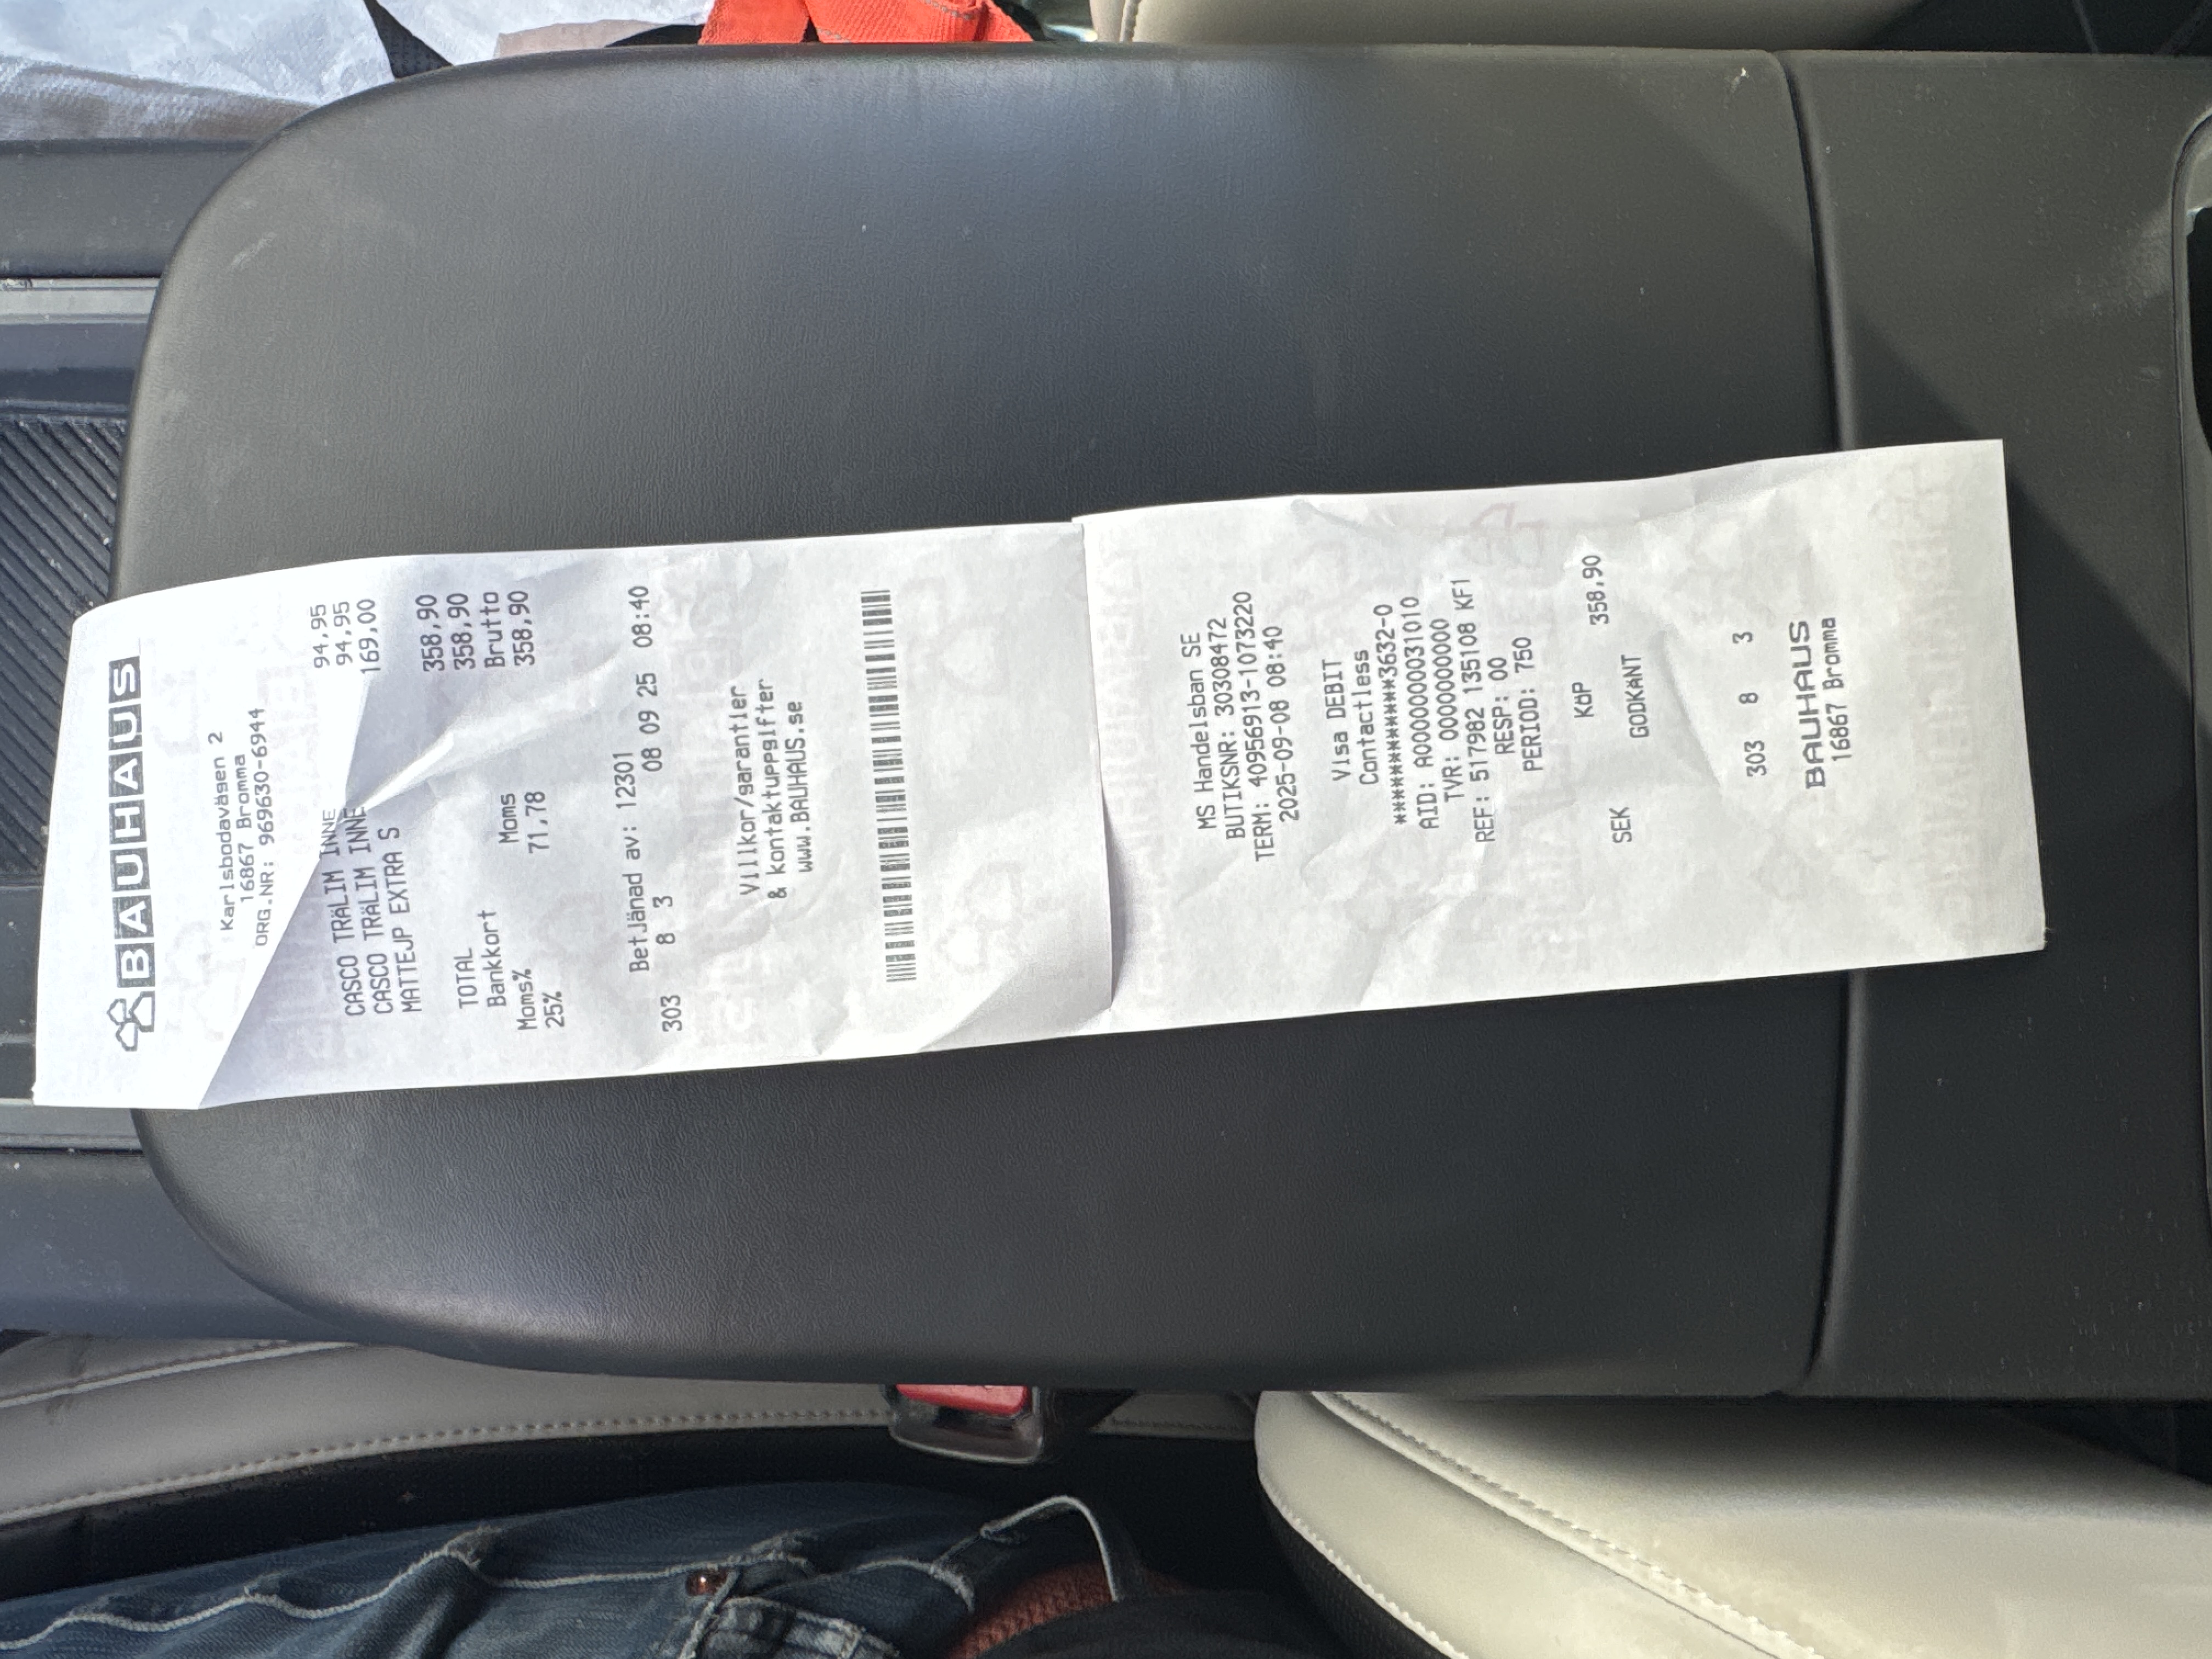 BAUHAUS
Karlsbodavägen 2
16867 Bromma
ORG.NR: 969630-6944
CASCO TRÄLIM INNE 94,95
CASCO TRÄLIM INNE 94,95
MATTEJP EXTRA S 169,00
TOTAL 358,90
Bankkort 358,90
Moms% Moms Brutto
25% 71,78 358,90
Betjänad av: 12301
303 8 3 08 09 25 08:40
Villkor/garantier
& kontaktuppgifter
www.BAUHAUS.se
MS Handelsban SE
BUTIKSNR: 30308472
TERM: 40956913-1073220
2025-09-08 08:40
Visa DEBIT
Contactless
************3632-0
AID: A0000000031010
TVR: 0000000000
REF: 517982 135108 KF1
RESP: 00
PERIOD: 750
KÖP
SEK 358,90
GODKÄNT
303 8 3
BAUHAUS
16867 Bromma